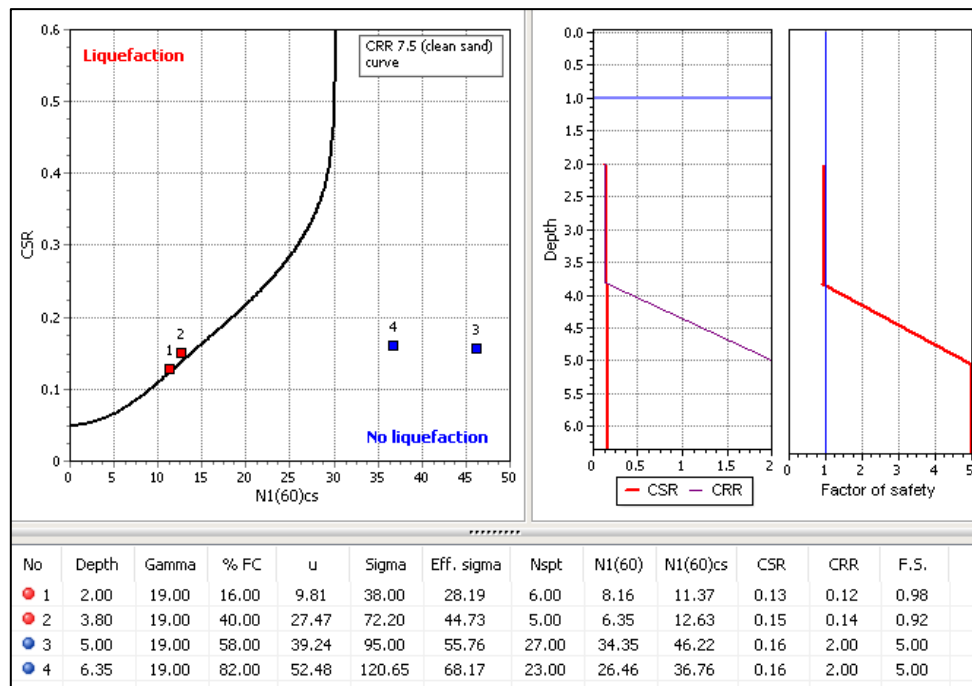 0.6
0.5
0.4
0.3
0.2
0.1
0
CSR
Liquefaction
CRR 7.5 (clean sand)
curve
1
2
4
3
No liquefaction
0 5 10 15 20 25 30 35 40 45 50
N1(60)cs
0.0
0.5
1.0
1.5
2.0
2.5
3.0
3.5
4.0
4.5
5.0
5.5
6.0
Depth
0 0.5 1 1.5 2
CSR CRR
0 1 2 3 4 5
Factor of safety
No Depth Gamma % FC u Sigma Eff. sigma Nspt N1(60) N1(60)cs CSR CRR F.S.
1 2.00 19.00 16.00 9.81 38.00 28.19 6.00 8.16 11.37 0.13 0.12 0.98
2 3.80 19.00 40.00 27.47 72.20 44.73 5.00 6.35 12.63 0.15 0.14 0.92
3 5.00 19.00 58.00 39.24 95.00 55.76 27.00 34.35 46.22 0.16 2.00 5.00
4 6.35 19.00 82.00 52.48 120.65 68.17 23.00 26.46 36.76 0.16 2.00 5.00